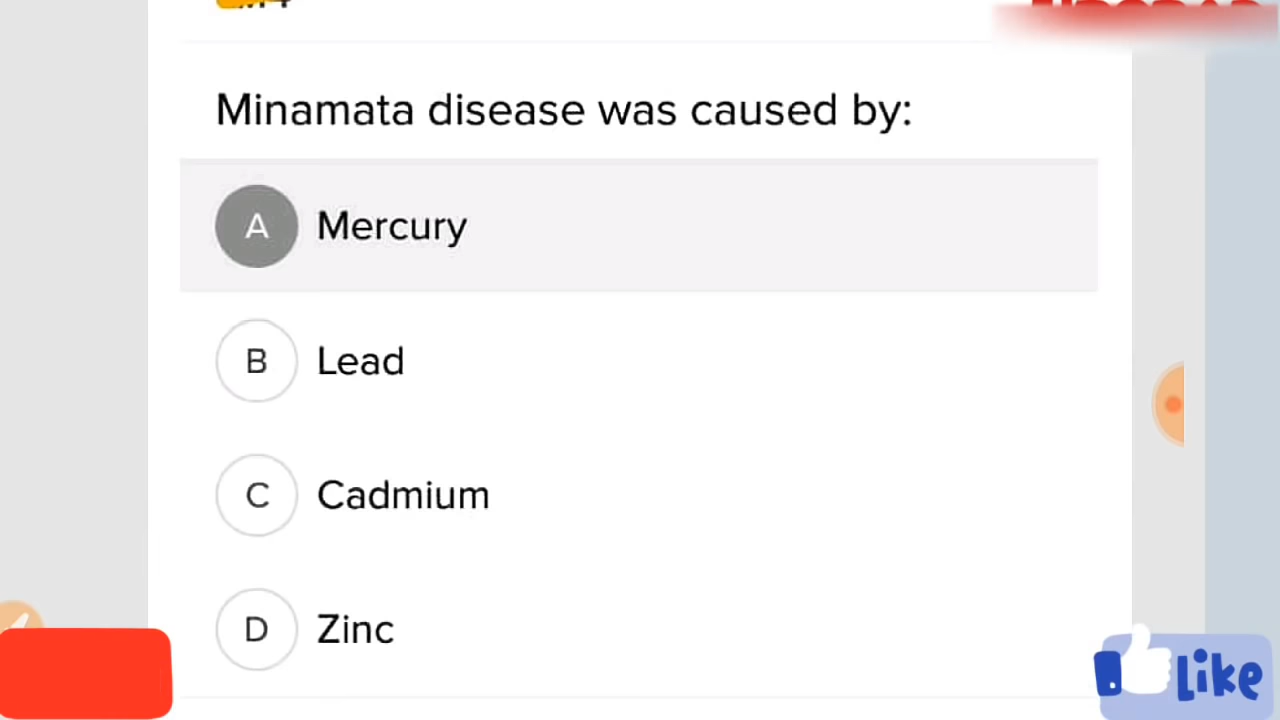 Minamata disease was caused by:
A Mercury
B Lead
C Cadmium
D Zinc
Like